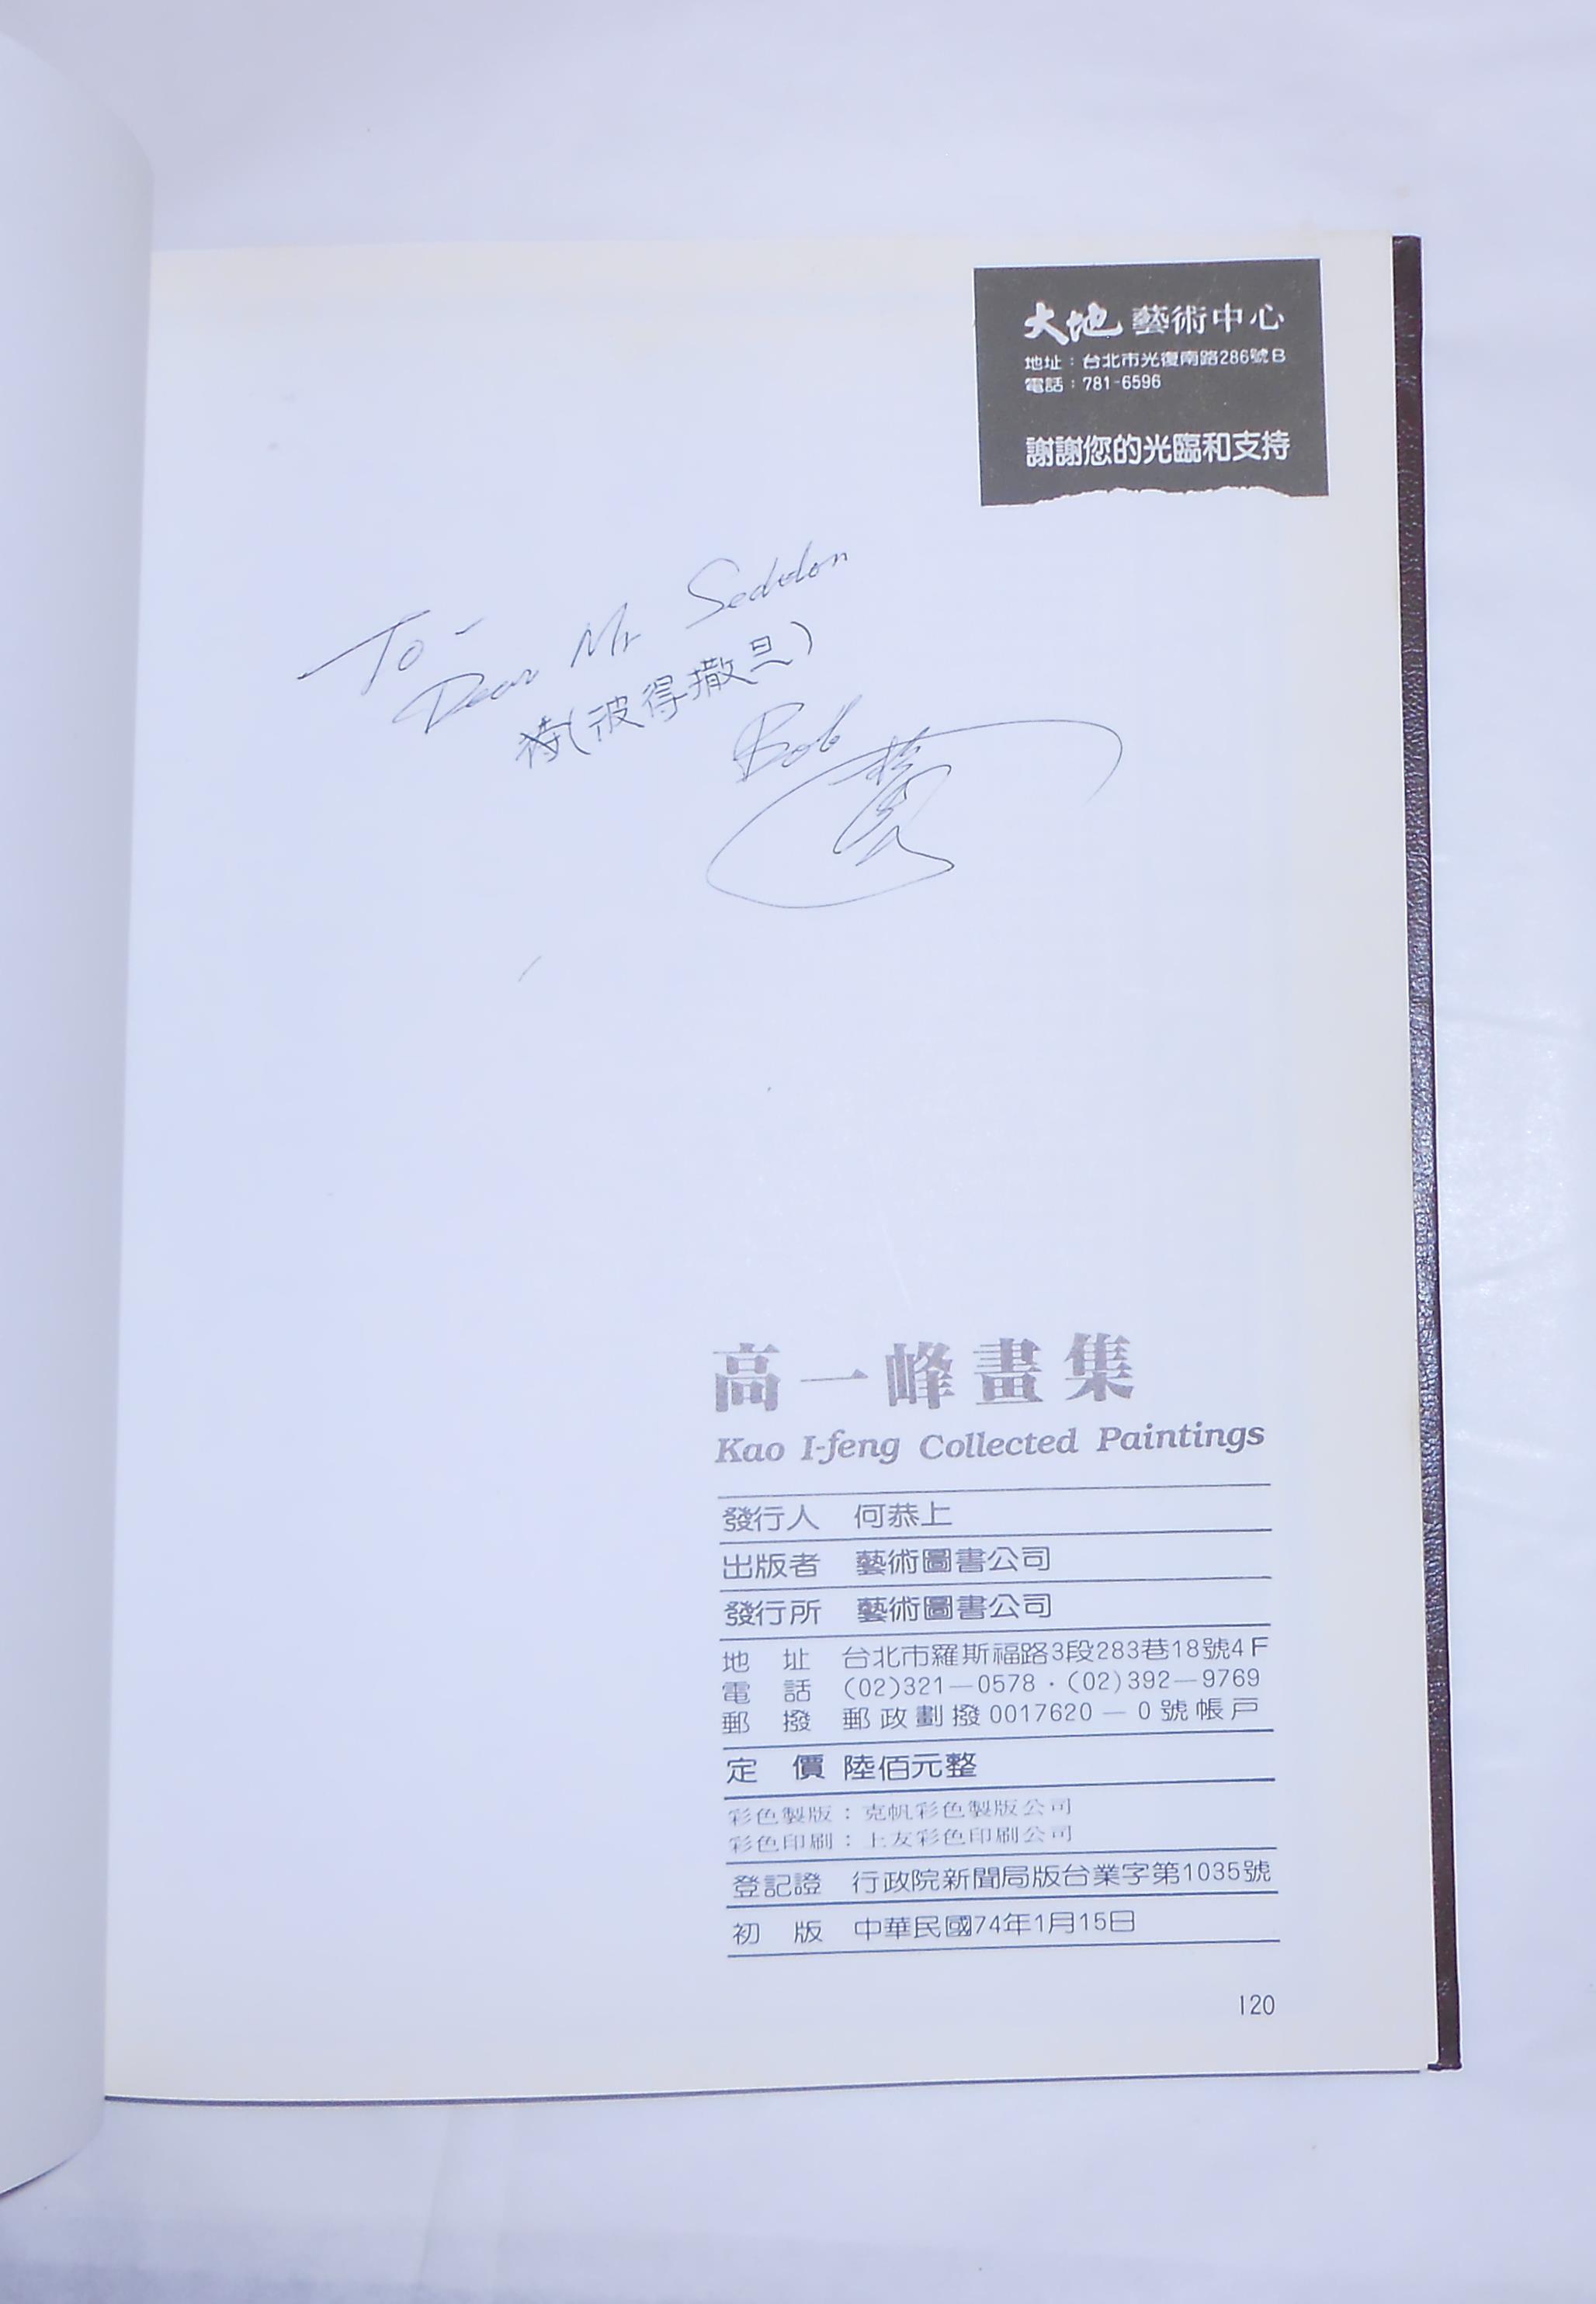 大地藝術中心
地址：台北市光復南路286號B
電話：781-6596
謝謝您的光臨和支持
To-
Dear Mr Seddon
(彼得撒旦)
Bob
高一峰畫集
Kao I-feng Collected Paintings
發行人 何恭上
出版者 藝術圖書公司
發行所 藝術圖書公司
地 址 台北市羅斯福路3段283巷18號4F
電 話 (02)321—0578・(02)392—9769
郵 撥 郵政劃撥0017620—0號帳戶
定 價 陸佰元整
彩色製版：克帆彩色製版公司
彩色印刷：上友彩色印刷公司
登記證 行政院新聞局版台業字第1035號
初 版 中華民國74年1月15日
120